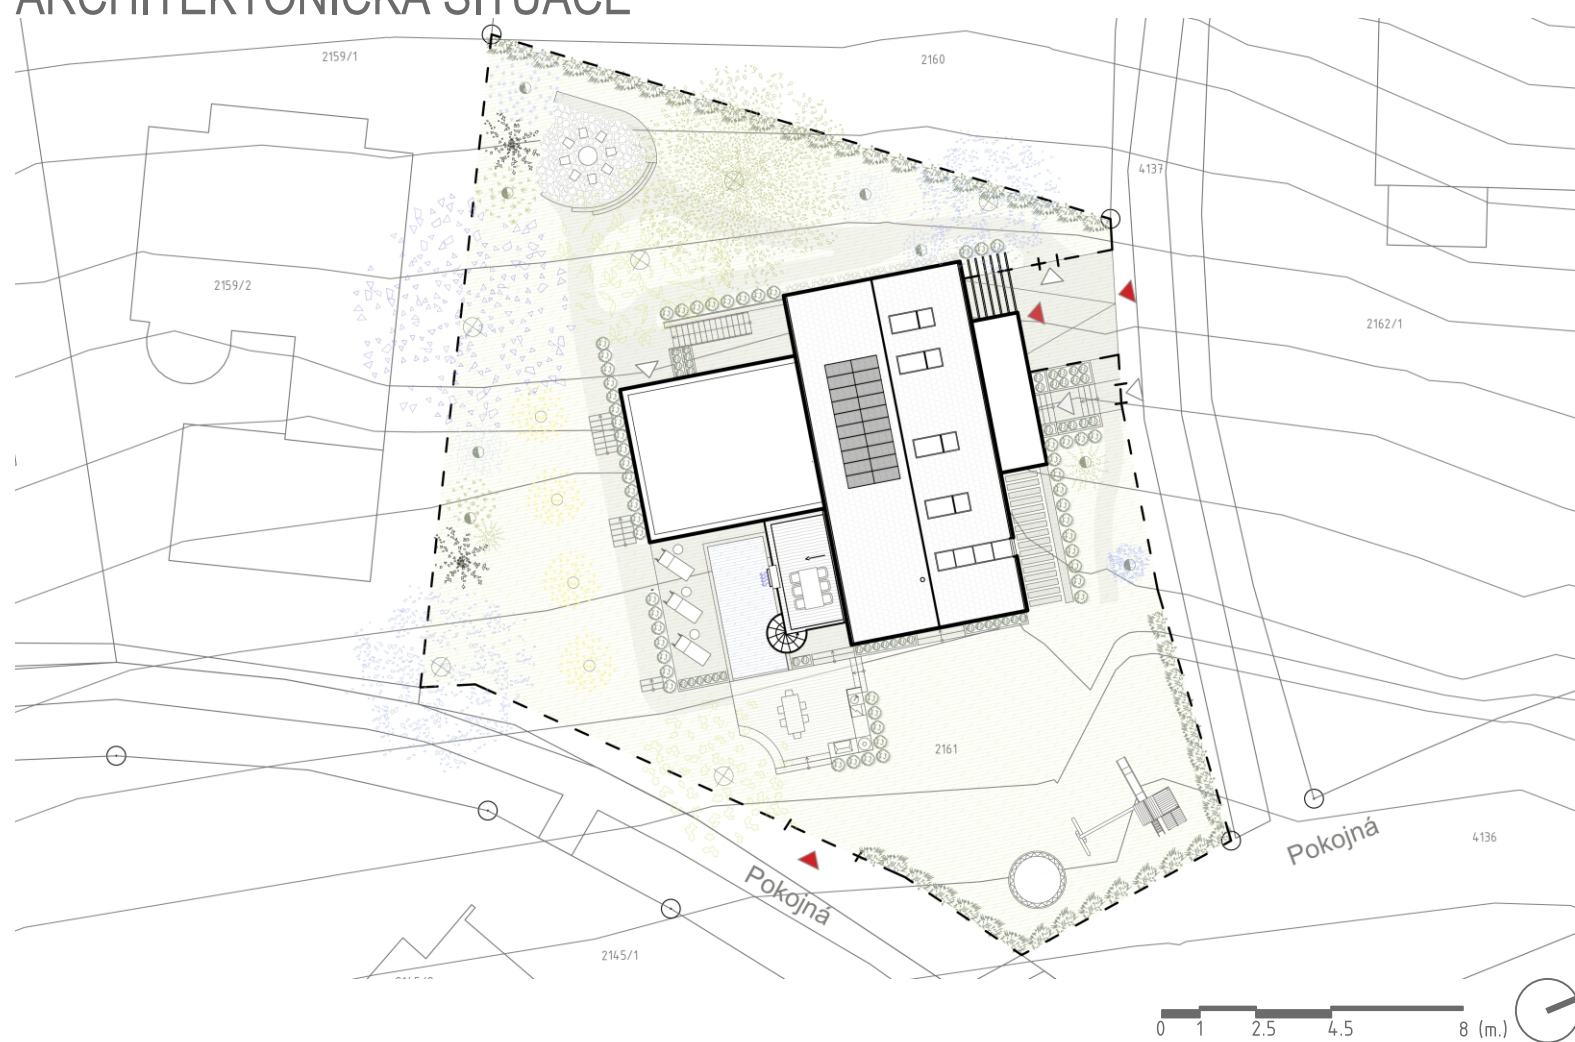 ARCHITEKTONICKÁ SITUACE
2159/1
2160
4137
2159/2
2162/1
2161
4136
Pokojná
Pokojná
2145/1
0 1 2.5 4.5 8 (m.)